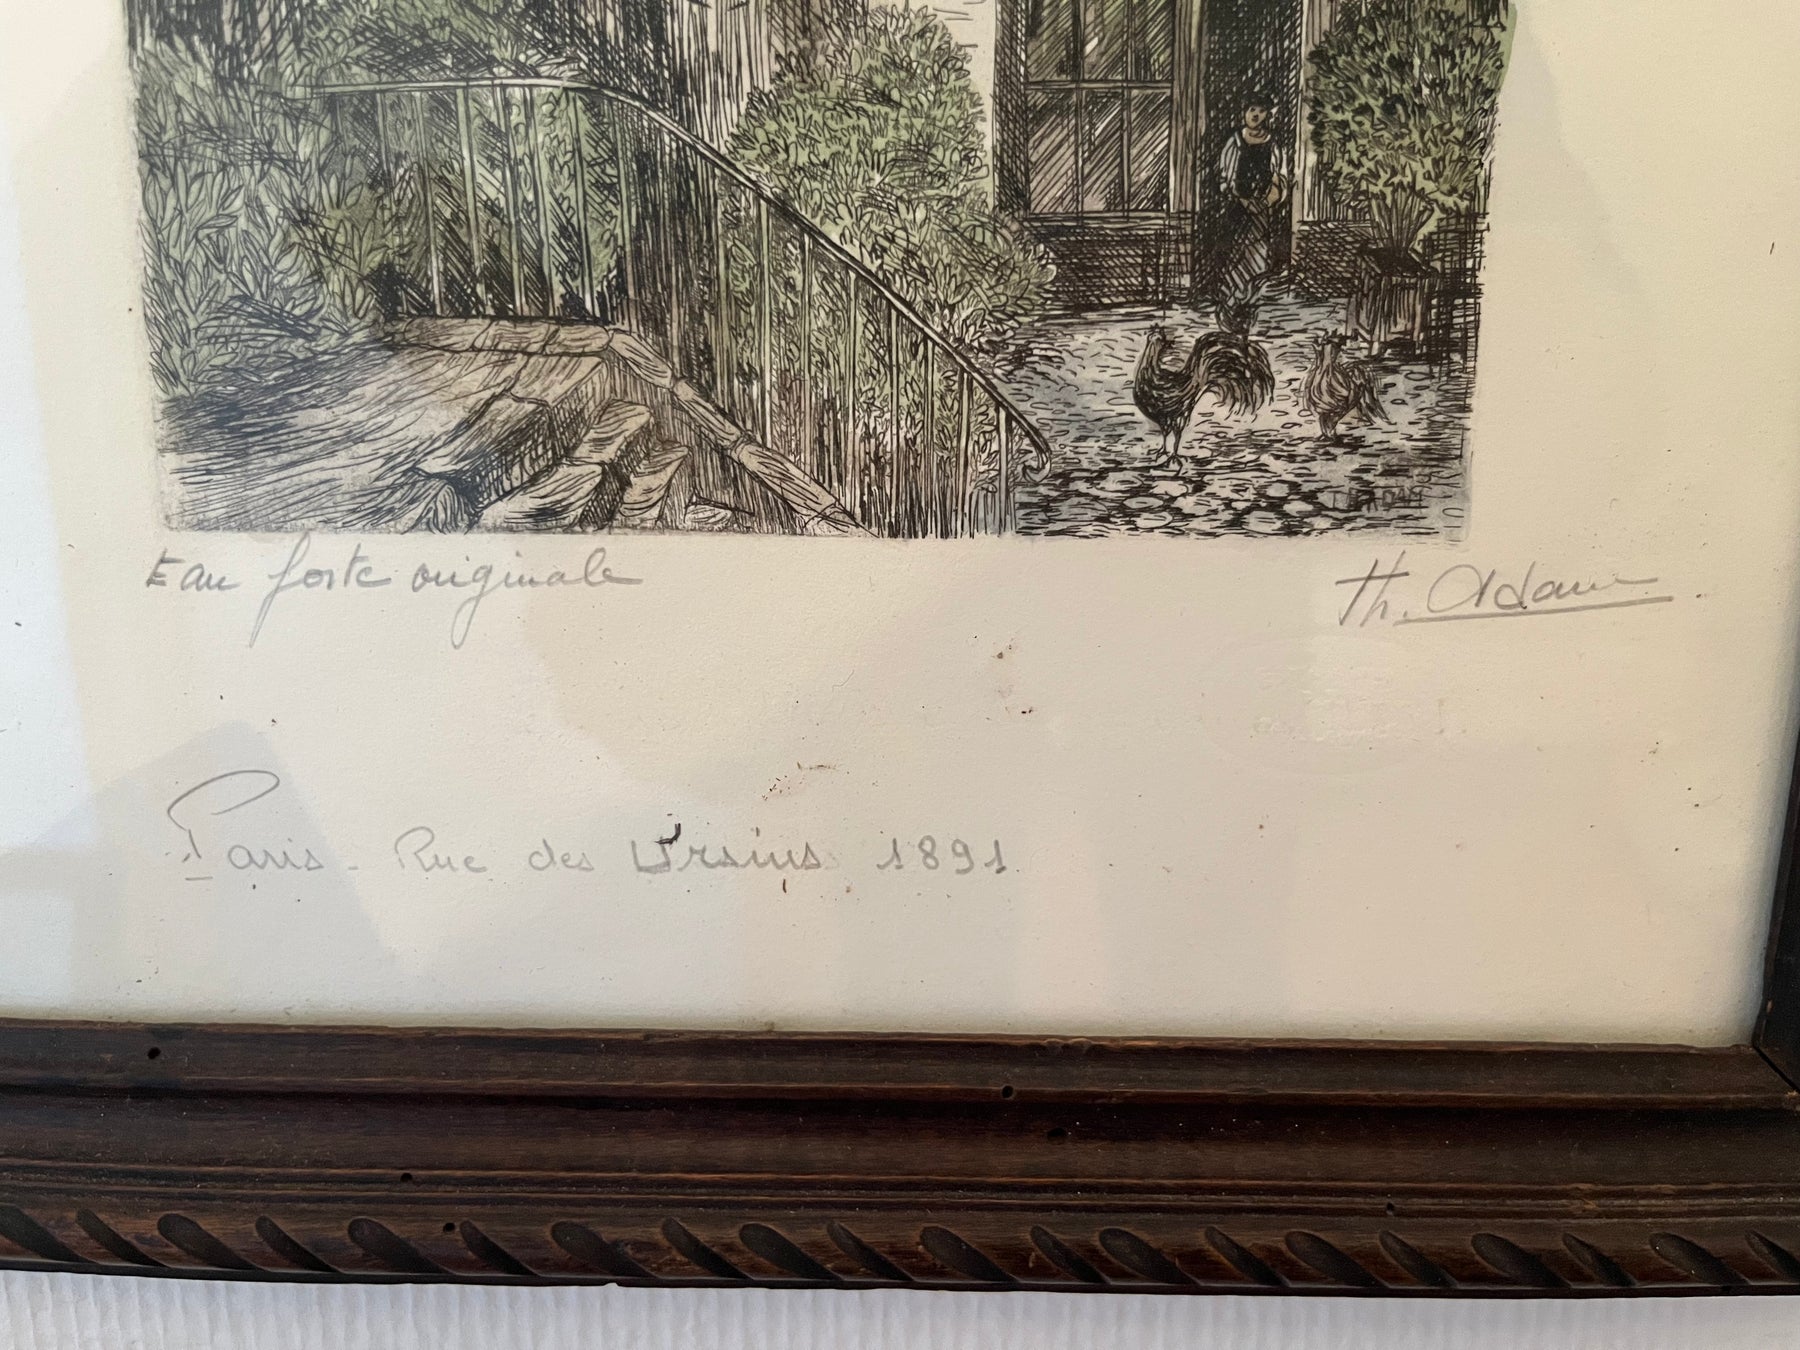 Eau forte originale
Th. Adam
Paris - Rue des Ursins 1891